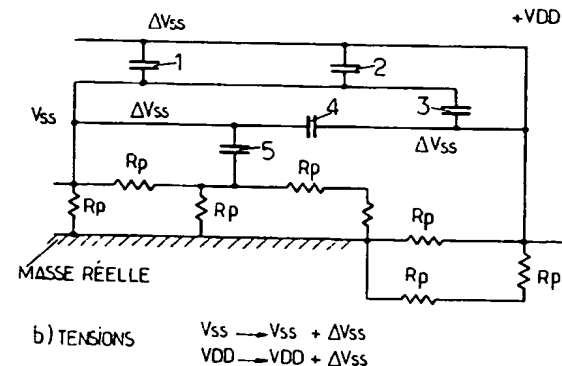 ΔVss
+VDD
1
2
3
Vss
ΔVss
4
ΔVss
5
Rp
Rp
Rp
Rp
Rp
Rp
Rp
Rp
MASSE RÉELLE
b) TENSIONS
Vss → Vss + ΔVss
VDD → VDD + ΔVss